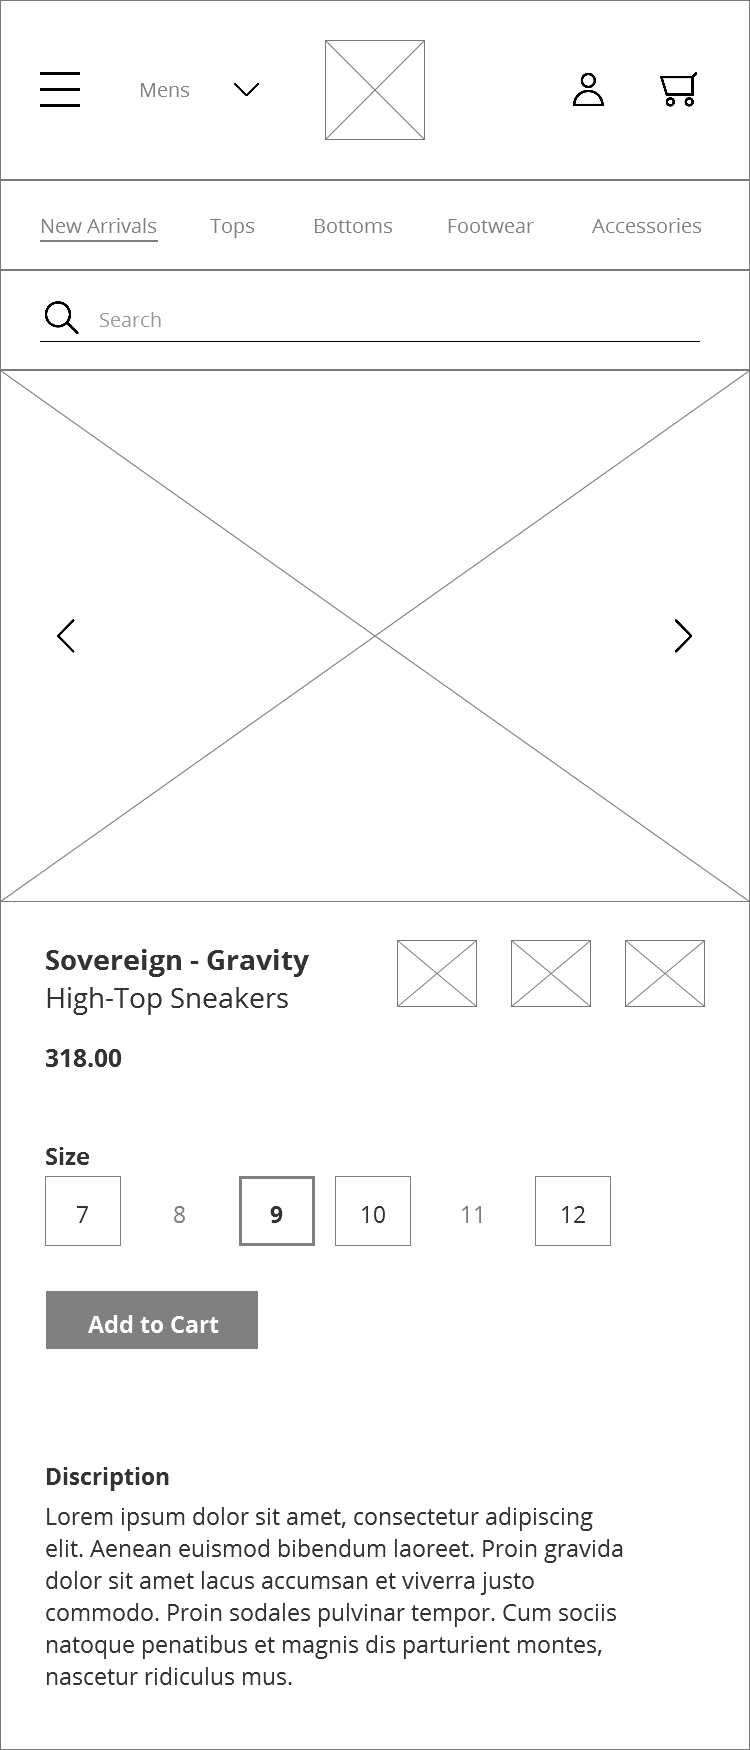 Mens
New Arrivals Tops Bottoms Footwear Accessories
Search
Sovereign - Gravity
High-Top Sneakers
318.00
Size
7 8 9 10 11 12
Add to Cart
Discription
Lorem ipsum dolor sit amet, consectetur adipiscing
elit. Aenean euismod bibendum laoreet. Proin gravida
dolor sit amet lacus accumsan et viverra justo
commodo. Proin sodales pulvinar tempor. Cum sociis
natoque penatibus et magnis dis parturient montes,
nascetur ridiculus mus.